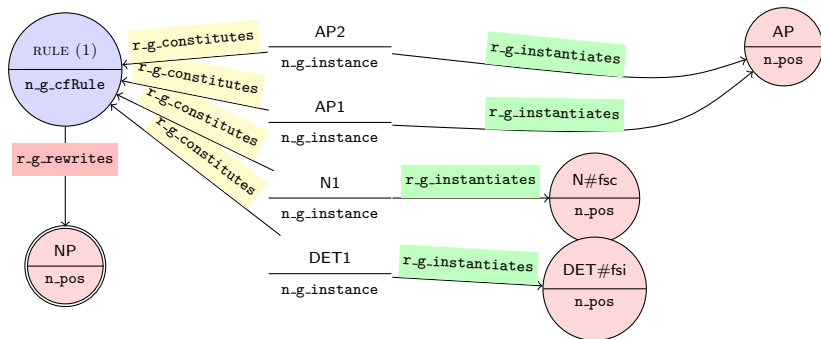 RULE (1)
n_g_cfRule
r_g_rewrites
NP
n_pos
r_g_constitutes
AP2
n_g_instance
r_g_instantiates
AP
n_pos
r_g_constitutes
AP1
n_g_instance
r_g_instantiates
r_g_constitutes
N1
n_g_instance
r_g_instantiates
N#fsc
n_pos
r_g_constitutes
DET1
n_g_instance
r_g_instantiates
DET#fsi
n_pos